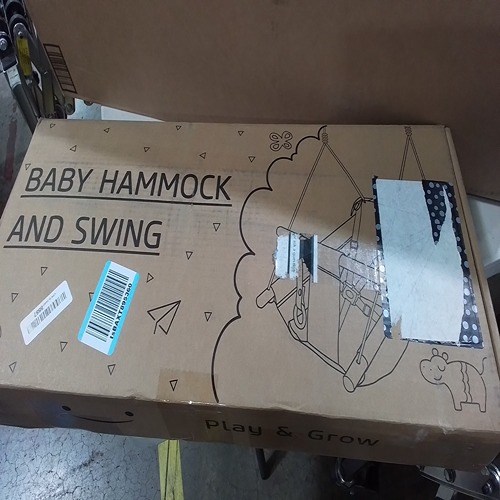 BABY HAMMOCK
AND SWING
Play & Grow